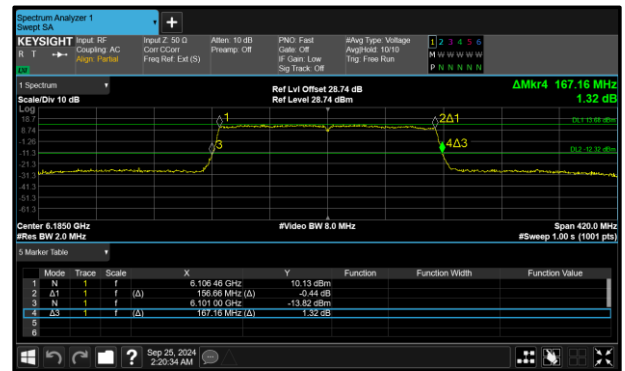 Spectrum Analyzer 1
Swept SA
+
KEYSIGHT Input: RF Input Z: 50 Ω Atten: 10 dB PNO: Fast #Avg Type: Voltage 1 2 3 4 5 6
R T Coupling: AC Corr CCorr Preamp: Off Gate: Off Avg|Hold: 10/10 M W W W W W
Align: Partial Freq Ref: Ext (S) IF Gain: Low Trig: Free Run
Sig Track: Off P N N N N N
1 Spectrum Ref Lvl Offset 28.74 dB ΔMkr4 167.16 MHz
Scale/Div 10 dB Ref Level 28.74 dBm 1.32 dB
Log
18.7
8.74
-1.26
-11.3
-21.3
-31.3
-41.3
-51.3
-61.3
1
2Δ1
DL1 13.68 dBm
3
4Δ3
DL2 -12.32 dBm
Center 6.1850 GHz #Video BW 8.0 MHz Span 420.0 MHz
#Res BW 2.0 MHz #Sweep 1.00 s (1001 pts)
5 Marker Table
Mode Trace Scale X Y Function Function Width Function Value
1 N 1 f 6.106 46 GHz 10.13 dBm
2 Δ1 1 f (Δ) 156.66 MHz (Δ) -0.44 dB
3 N 1 f 6.101 00 GHz -13.82 dBm
4 Δ3 1 f (Δ) 167.16 MHz (Δ) 1.32 dB
5
6
? Sep 25, 2024
2:20:34 AM